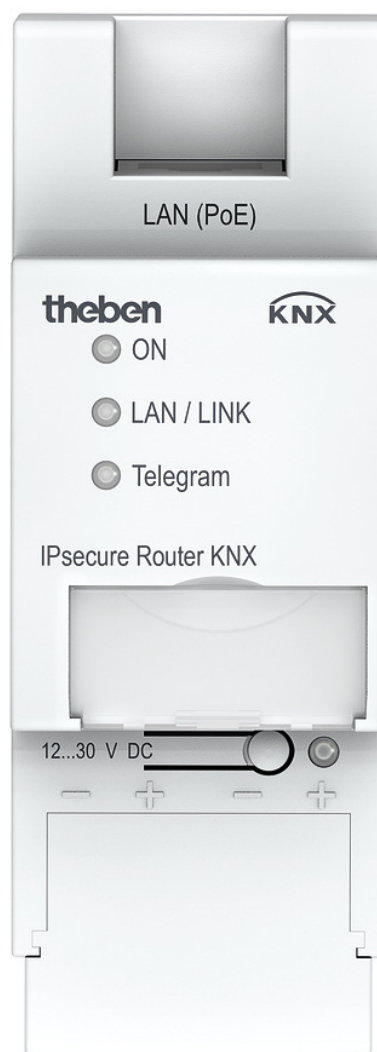 LAN (PoE)
theben KNX
ON
LAN / LINK
Telegram
IPsecure Router KNX
12...30 V DC
− + − +